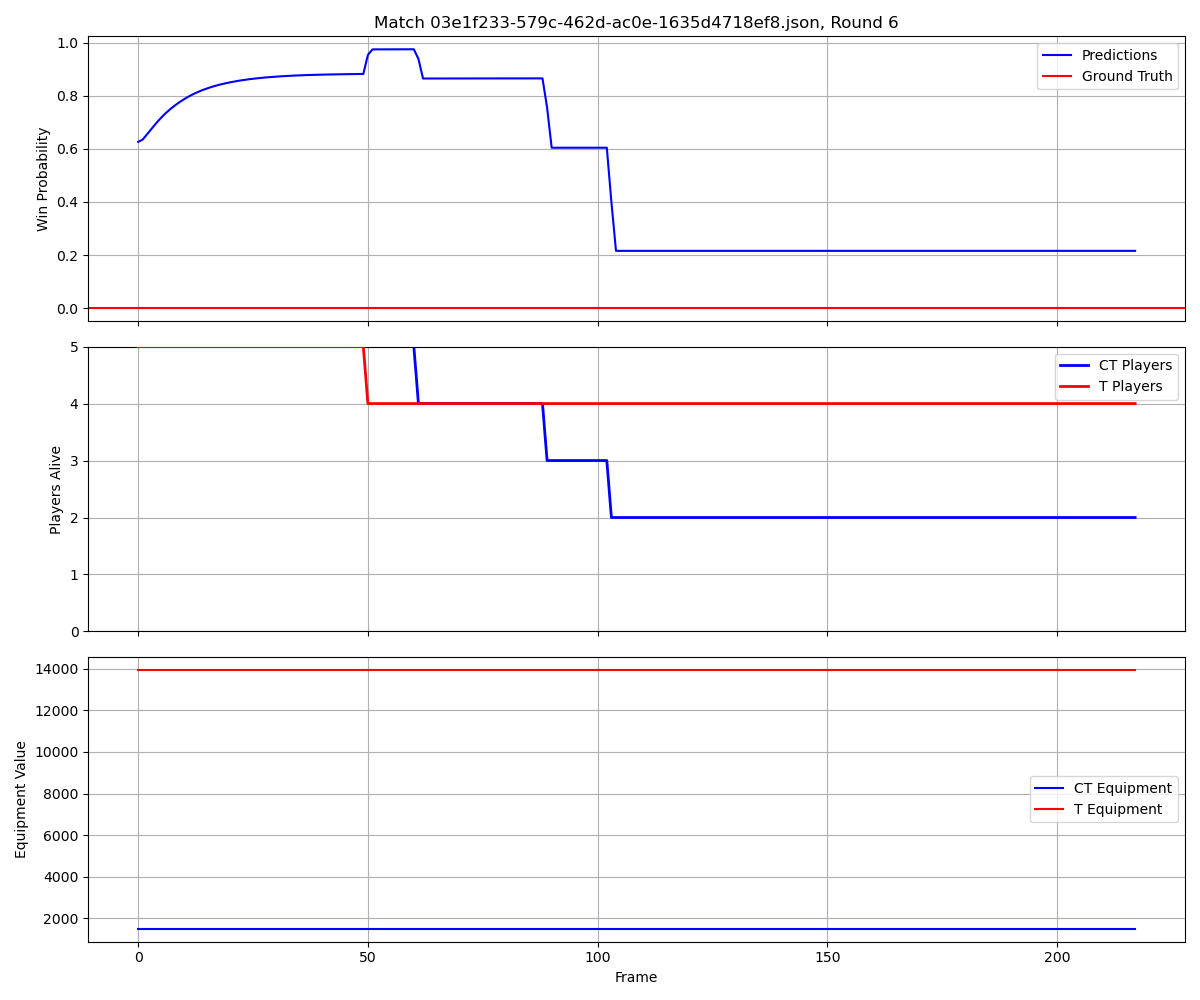 Match 03e1f233-579c-462d-ac0e-1635d4718ef8.json, Round 6
Win Probability
1.0
0.8
0.6
0.4
0.2
0.0
Predictions
Ground Truth
Players Alive
5
4
3
2
1
0
CT Players
T Players
Equipment Value
14000
12000
10000
8000
6000
4000
2000
CT Equipment
T Equipment
0
50
100
150
200
Frame